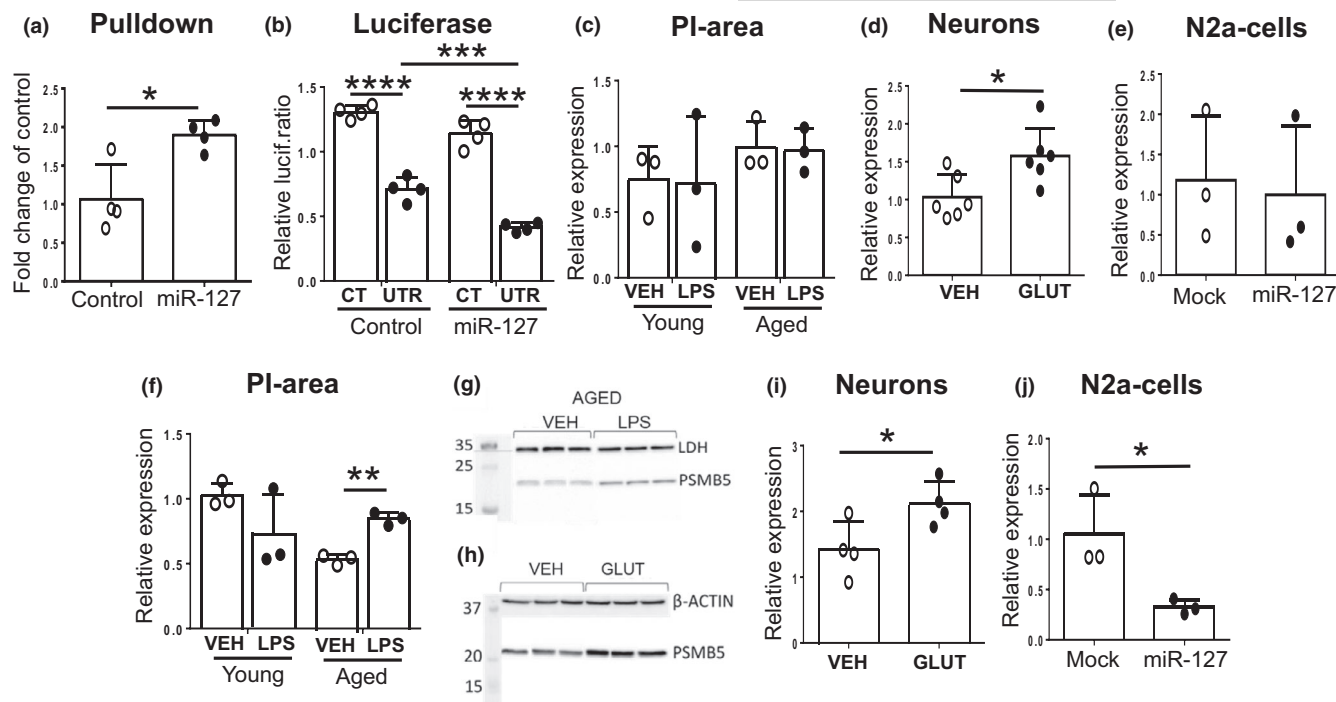 (a) Pulldown
Fold change of control
2.5
2.0
1.5
1.0
0.5
0.0
*
Control miR-127
(b) Luciferase
Relative lucif.ratio
1.5
1.0
0.5
0.0
***
**** ****
CT UTR CT UTR
Control miR-127
(c) PI-area
Relative expression
1.5
1.0
0.5
0.0
VEH LPS VEH LPS
Young Aged
(d) Neurons
Relative expression
2.5
2.0
1.5
1.0
0.5
0.0
*
VEH GLUT
(e) N2a-cells
Relative expression
2.5
2.0
1.5
1.0
0.5
0.0
Mock miR-127
(f) PI-area
Relative expression
1.5
1.0
0.5
0.0
**
VEH LPS VEH LPS
Young Aged
(g)
AGED
VEH LPS
35
25
15
LDH
PSMB5
(h)
VEH GLUT
37
20
15
β-ACTIN
PSMB5
(i) Neurons
Relative expression
3
2
1
0
*
VEH GLUT
(j) N2a-cells
Relative expression
2.0
1.5
1.0
0.5
0.0
*
Mock miR-127